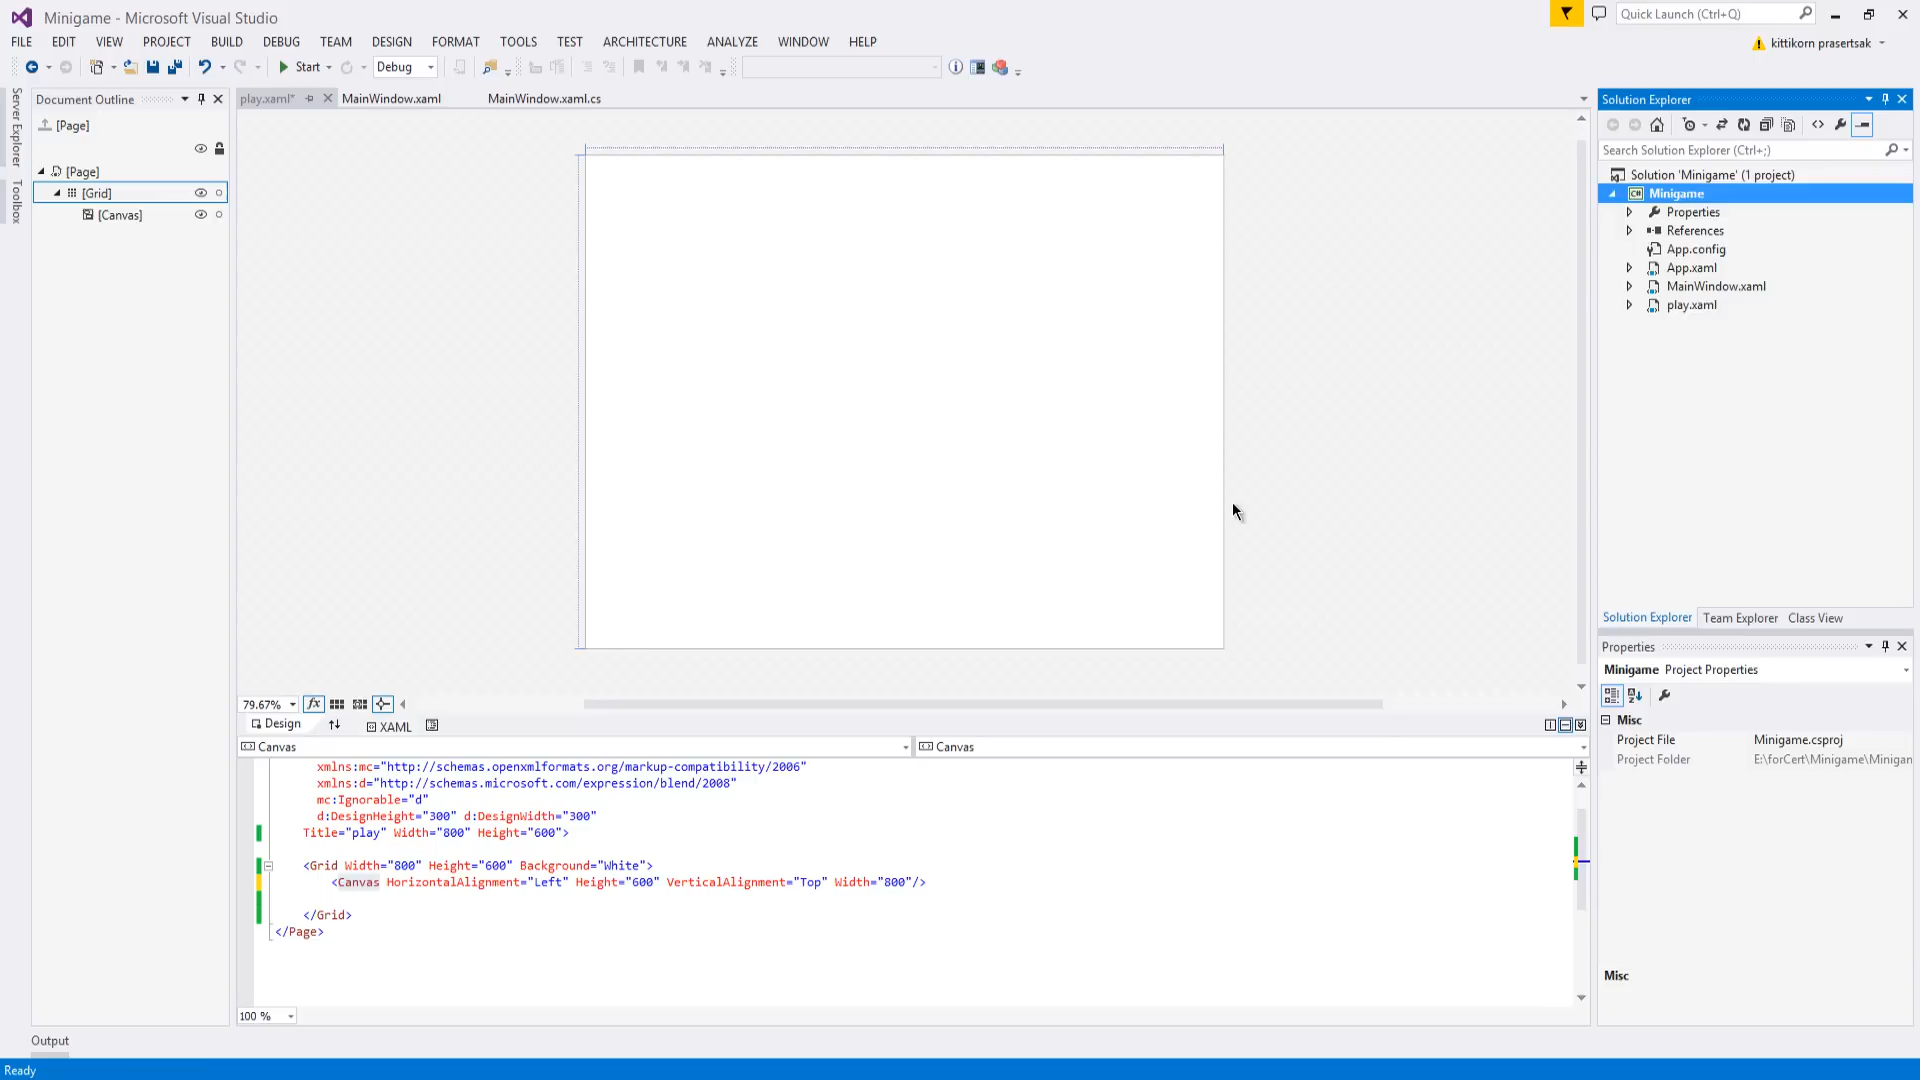 Minigame - Microsoft Visual Studio
Quick Launch (Ctrl+Q)
FILE EDIT VIEW PROJECT BUILD DEBUG TEAM DESIGN FORMAT TOOLS TEST ARCHITECTURE ANALYZE WINDOW HELP
kittikorn prasertsak
Start Debug
Server Explorer
Toolbox
Document Outline
[Page]
[Page]
[Grid]
[Canvas]
play.xaml* MainWindow.xaml MainWindow.xaml.cs
79.67%
Design XAML
Canvas Canvas
xmlns:mc="http://schemas.openxmlformats.org/markup-compatibility/2006"
xmlns:d="http://schemas.microsoft.com/expression/blend/2008"
mc:Ignorable="d"
d:DesignHeight="300" d:DesignWidth="300"
Title="play" Width="800" Height="600">
<Grid Width="800" Height="600" Background="White">
<Canvas HorizontalAlignment="Left" Height="600" VerticalAlignment="Top" Width="800"/>
</Grid>
</Page>
100 %
Solution Explorer
Search Solution Explorer (Ctrl+;)
Solution 'Minigame' (1 project)
C# Minigame
Properties
References
App.config
App.xaml
MainWindow.xaml
play.xaml
Solution Explorer Team Explorer Class View
Properties
Minigame Project Properties
Misc
Project File Minigame.csproj
Project Folder E:\forCert\Minigame\Minigan
Misc
Output
Ready